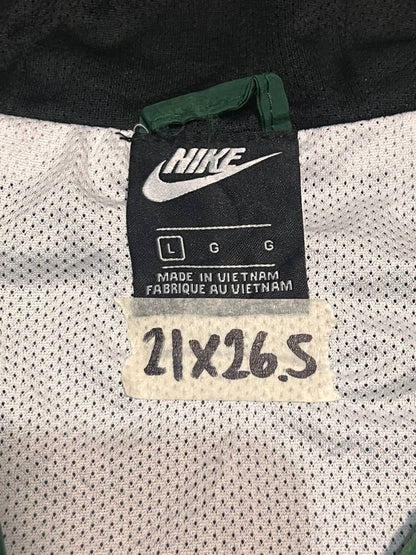 NIKE
L G G
MADE IN VIETNAM
FABRIQUE AU VIETNAM
21X26.5